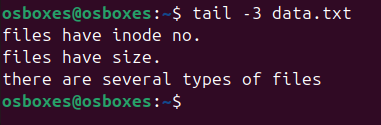 osboxes@osboxes:~$ tail -3 data.txt
files have inode no.
files have size.
there are several types of files
osboxes@osboxes:~$